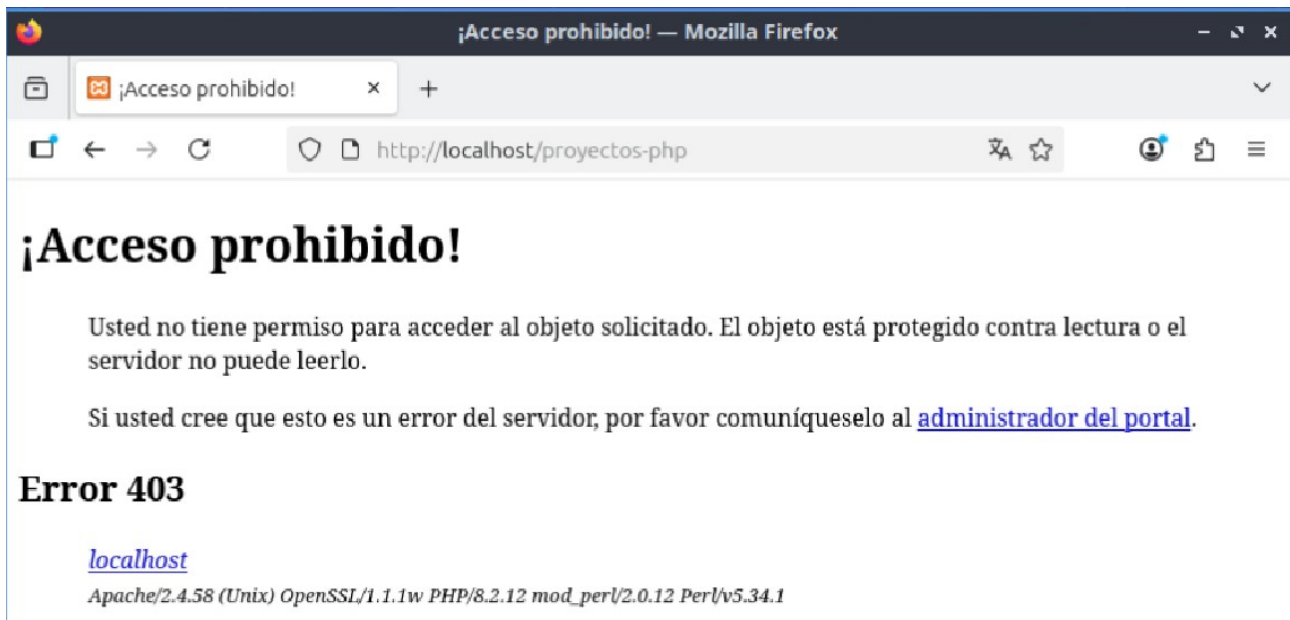 ¡Acceso prohibido! — Mozilla Firefox
¡Acceso prohibido!
http://localhost/proyectos-php
¡Acceso prohibido!
Usted no tiene permiso para acceder al objeto solicitado. El objeto está protegido contra lectura o el
servidor no puede leerlo.
Si usted cree que esto es un error del servidor, por favor comuníqueselo al administrador del portal.
Error 403
localhost
Apache/2.4.58 (Unix) OpenSSL/1.1.1w PHP/8.2.12 mod_perl/2.0.12 Perl/v5.34.1